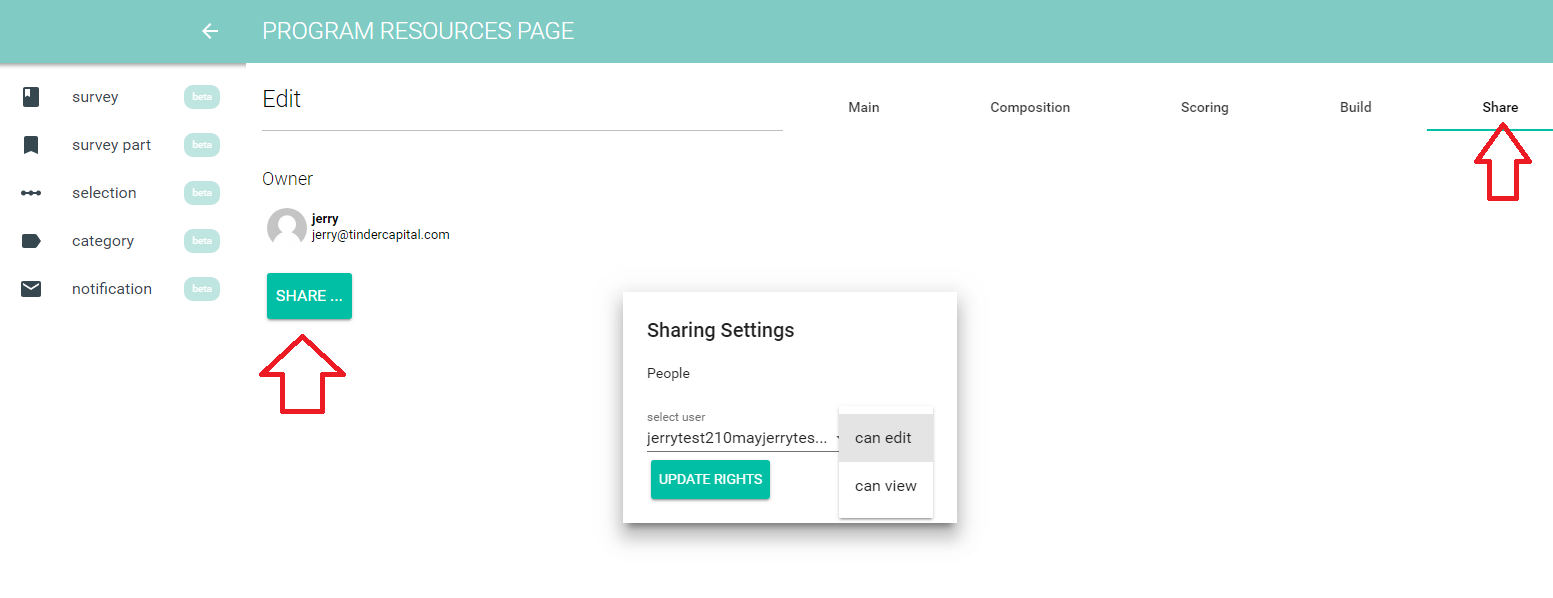 PROGRAM RESOURCES PAGE
survey beta
survey part beta
selection beta
category beta
notification beta
Edit
Main Composition Scoring Build Share
Owner
jerry
jerry@tindercapital.com
SHARE ...
Sharing Settings
People
select user
jerrytest210mayjerrytes...
can edit
can view
UPDATE RIGHTS